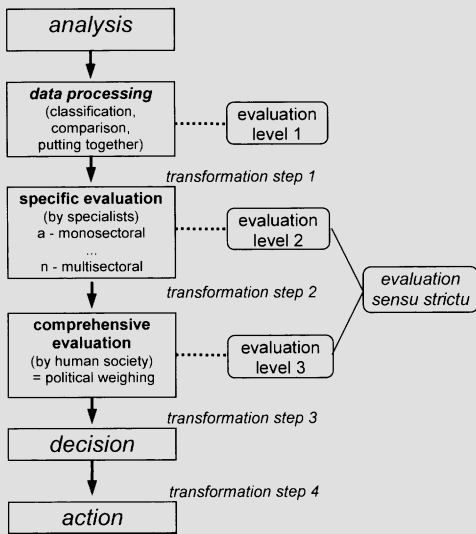 analysis
data processing
(classification,
comparison,
putting together)
evaluation
level 1
transformation step 1
specific evaluation
(by specialists)
a - monosectoral
...
n - multisectoral
evaluation
level 2
evaluation
sensu strictu
transformation step 2
comprehensive
evaluation
(by human society)
= political weighing
evaluation
level 3
transformation step 3
decision
transformation step 4
action